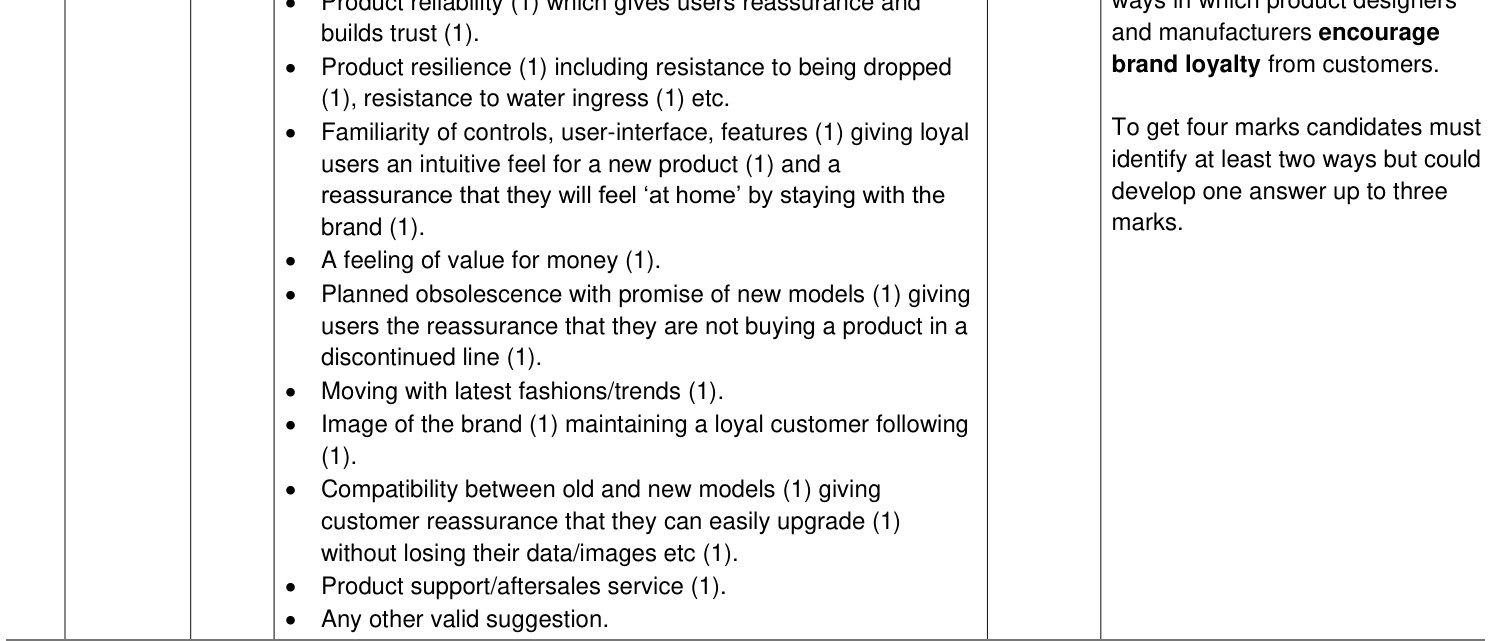 Product reliability (1) which gives users reassurance and
builds trust (1).
• Product resilience (1) including resistance to being dropped
(1), resistance to water ingress (1) etc.
• Familiarity of controls, user-interface, features (1) giving loyal
users an intuitive feel for a new product (1) and a
reassurance that they will feel ‘at home’ by staying with the
brand (1).
• A feeling of value for money (1).
• Planned obsolescence with promise of new models (1) giving
users the reassurance that they are not buying a product in a
discontinued line (1).
• Moving with latest fashions/trends (1).
• Image of the brand (1) maintaining a loyal customer following
(1).
• Compatibility between old and new models (1) giving
customer reassurance that they can easily upgrade (1)
without losing their data/images etc (1).
• Product support/aftersales service (1).
• Any other valid suggestion.
ways in which product designers
and manufacturers encourage
brand loyalty from customers.
To get four marks candidates must
identify at least two ways but could
develop one answer up to three
marks.